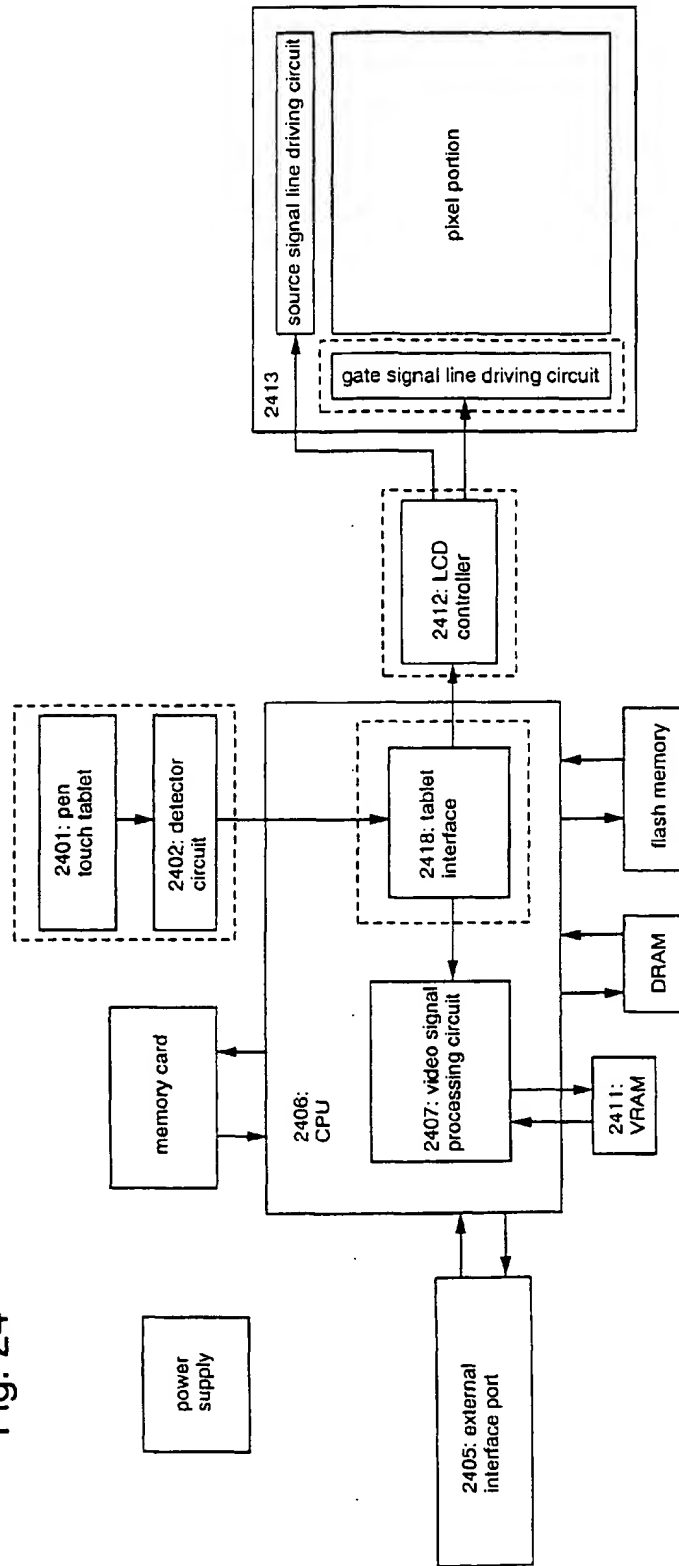 Fig. 24
power
supply
memory card
2401: pen
touch tablet
2402: detector
circuit
2406:
CPU
2405: external
interface port
2407: video signal
processing circuit
2418: tablet
interface
2411:
VRAM
DRAM
flash memory
2412: LCD
controller
2413
source signal line driving circuit
gate signal line driving circuit
pixel portion